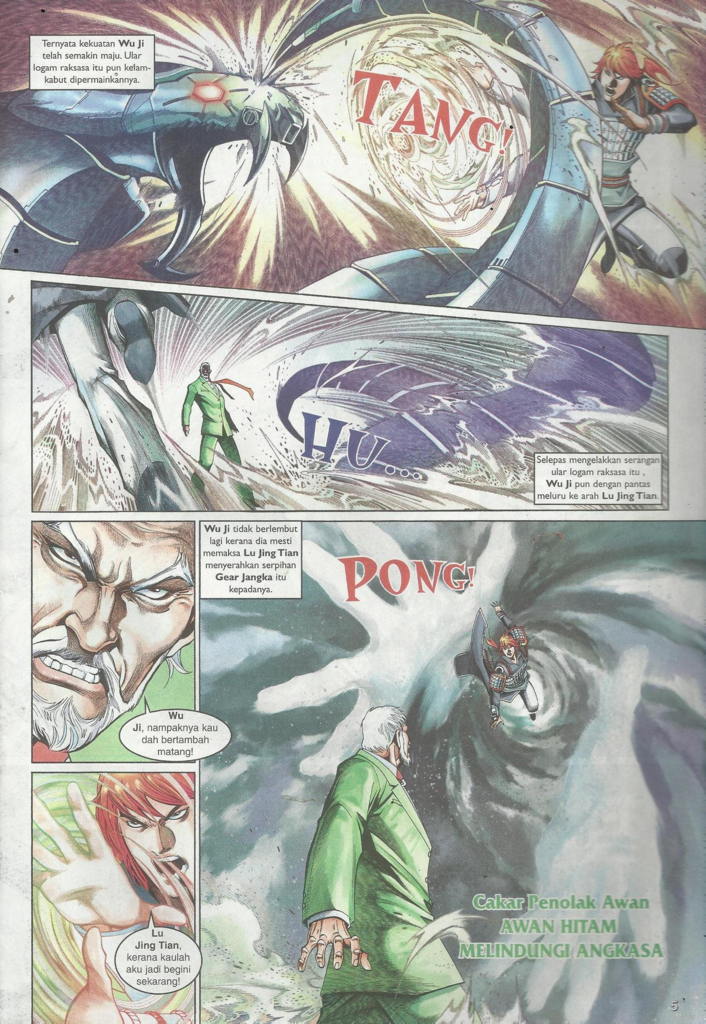 Ternyata kekuatan Wu Ji
telah semakin maju. Ular
logam raksasa itu pun kelam-
kabut dipermainkannya.
TANG!
HU...
Selepas mengelakkan serangan
ular logam raksasa itu ,
Wu Ji pun dengan pantas
meluru ke arah Lu Jing Tian.
Wu Ji tidak berlembut
lagi kerana dia mesti
memaksa Lu Jing Tian
menyerahkan serpihan
Gear Jangka itu
kepadanya.
PONG!
Wu
Ji, nampaknya kau
dah bertambah
matang!
Lu
Jing Tian,
kerana kaulah
aku jadi begini
sekarang!
Cakar Penolak Awan
AWAN HITAM
MELINDUNGI ANGKASA
5